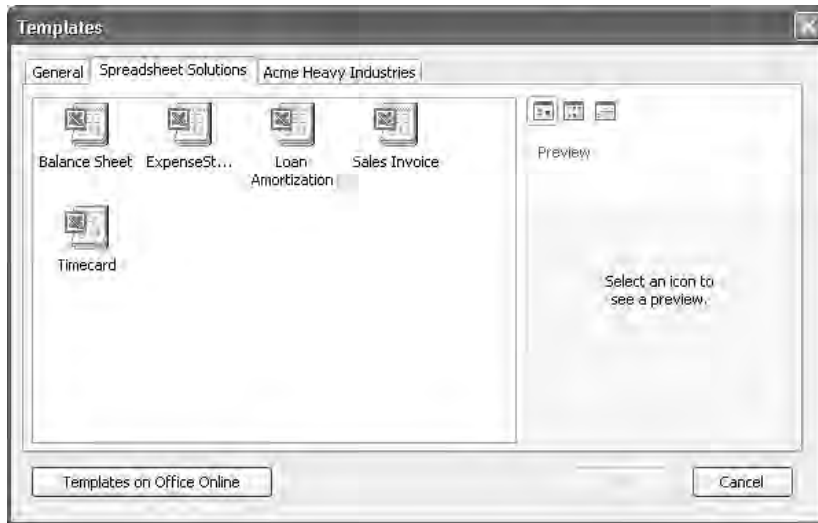 Templates
General Spreadsheet Solutions Acme Heavy Industries
Balance Sheet ExpenseSt... Loan Amortization Sales Invoice
Preview
Timecard
Select an icon to
see a preview.
Templates on Office Online Cancel